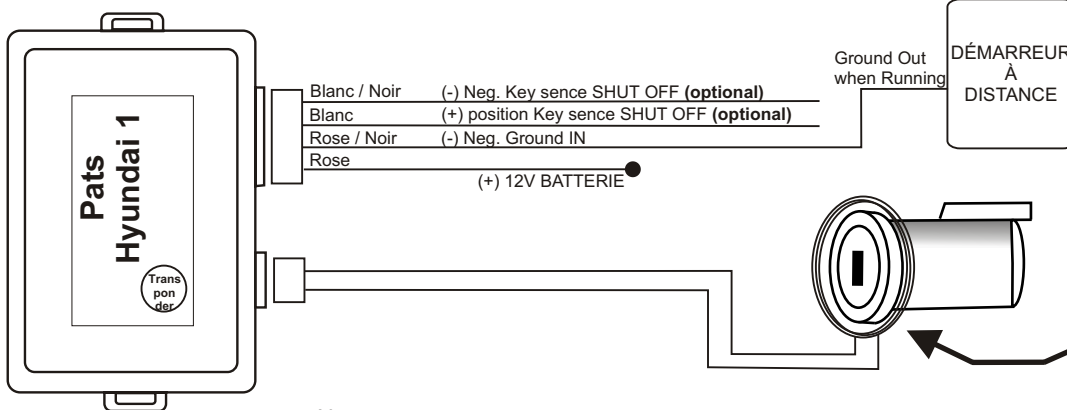 Pats
Hyundai 1
Trans
pon
der
Blanc / Noir (-) Neg. Key sence SHUT OFF (optional)
Blanc (+) position Key sence SHUT OFF (optional)
Rose / Noir (-) Neg. Ground IN
Rose
(+) 12V BATTERIE
Ground Out
when Running
DÉMARREUR
À
DISTANCE